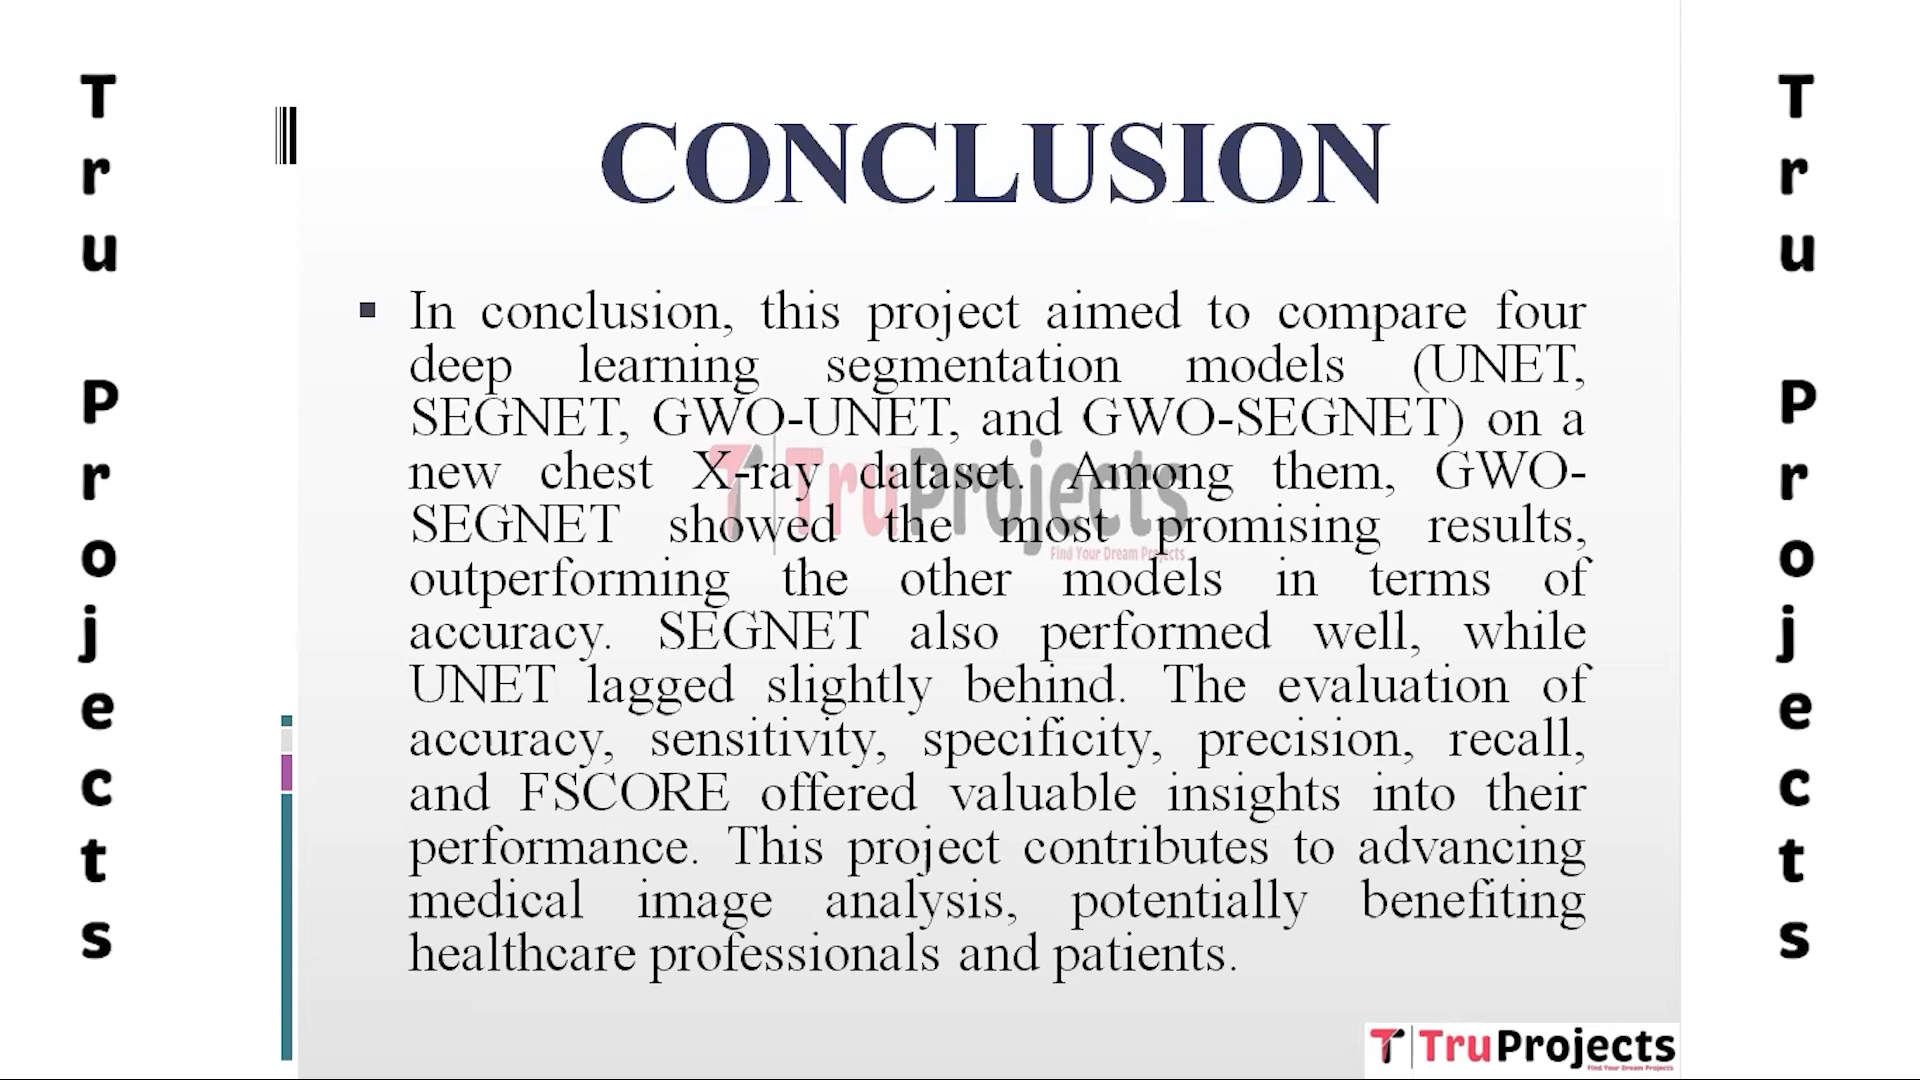 Tru Projects
CONCLUSION
▪ In conclusion, this project aimed to compare four
deep learning segmentation models (UNET,
SEGNET, GWO-UNET, and GWO-SEGNET) on a
new chest X-ray dataset. Among them, GWO-
SEGNET showed the most promising results,
outperforming the other models in terms of
accuracy. SEGNET also performed well, while
UNET lagged slightly behind. The evaluation of
accuracy, sensitivity, specificity, precision, recall,
and FSCORE offered valuable insights into their
performance. This project contributes to advancing
medical image analysis, potentially benefiting
healthcare professionals and patients.
TruProjects
Find Your Dream Projects
Tru Projects
TruProjects
Find Your Dream Projects